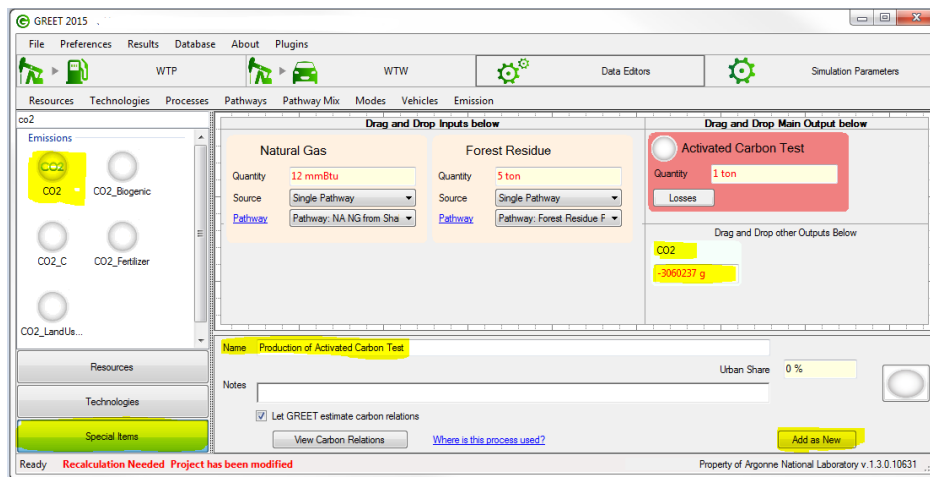 GREET 2015
File Preferences Results Database About Plugins
WTP WTW Data Editors Simulation Parameters
Resources Technologies Processes Pathways Pathway Mix Modes Vehicles Emission
co2
Drag and Drop Inputs below
Drag and Drop Main Output below
Emissions
CO2
CO2 CO2_Biogenic
CO2_C CO2_Fertilizer
CO2_LandUs...
Natural Gas
Quantity 12 mmBtu
Source Single Pathway
Pathway Pathway: NA NG from Sha
Forest Residue
Quantity 5 ton
Source Single Pathway
Pathway Pathway: Forest Residue F
Activated Carbon Test
Quantity 1 ton
Losses
Drag and Drop other Outputs Below
CO2
-3060237 g
Resources
Technologies
Special Items
Name Production of Activated Carbon Test
Urban Share 0 %
Notes
Let GREET estimate carbon relations
View Carbon Relations Where is this process used? Add as New
Ready Recalculation Needed Project has been modified Property of Argonne National Laboratory v.1.3.0.10631